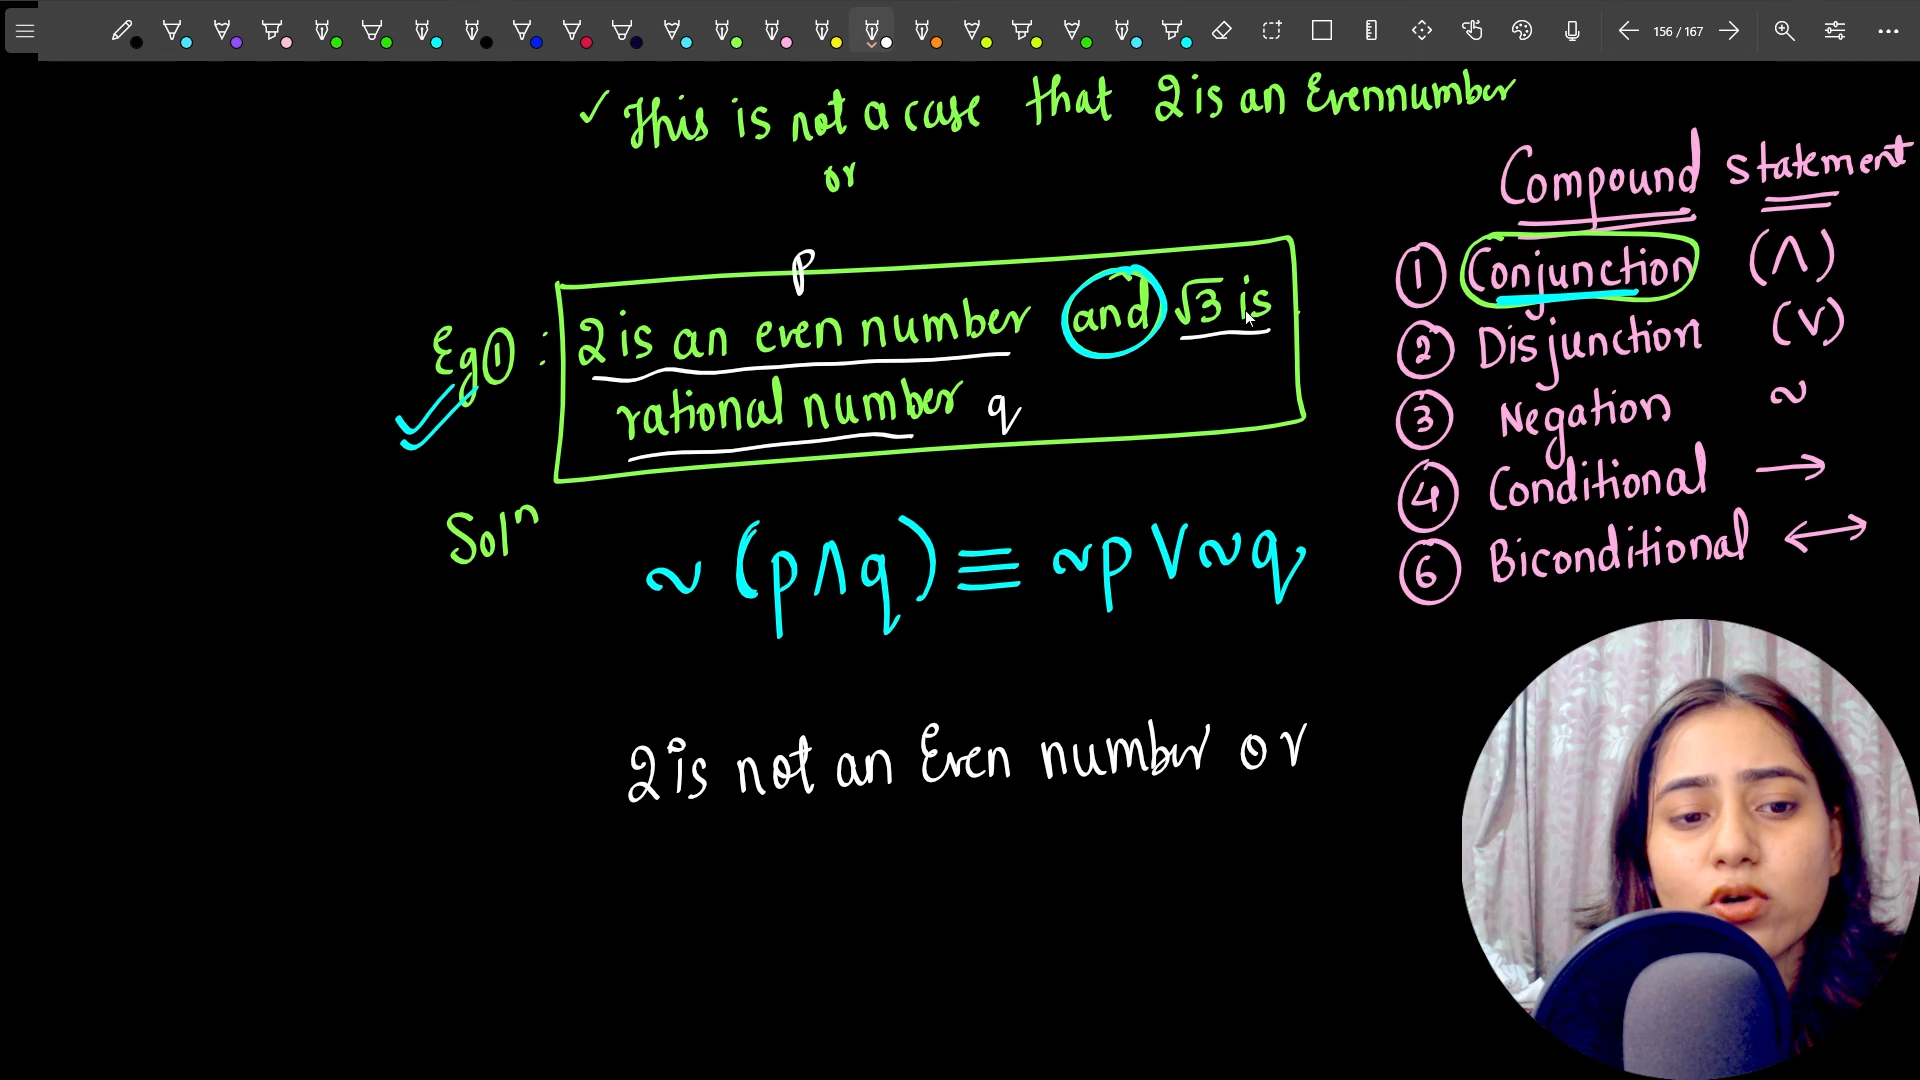 156 / 167
✓ This is not a case that 2 is an Even number
or
Compound statement
① Conjunction (∧)
② Disjunction (∨)
③ Negation ~
④ Conditional →
⑥ Biconditional ↔
p
Eg① : 2 is an even number and √3 is
rational number q
Solⁿ
~ (p∧q) ≡ ~p ∨ ~q
2 is not an Even number or